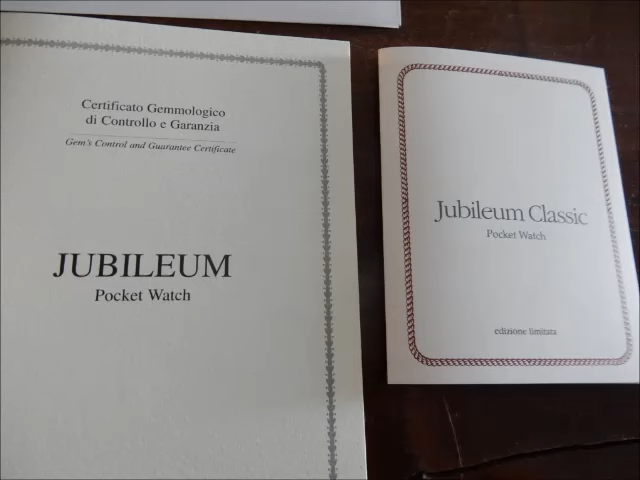 Certificato Gemmologico
di Controllo e Garanzia
Gem's Control and Guarantee Certificate
JUBILEUM
Pocket Watch
Jubileum Classic
Pocket Watch
edizione limitata